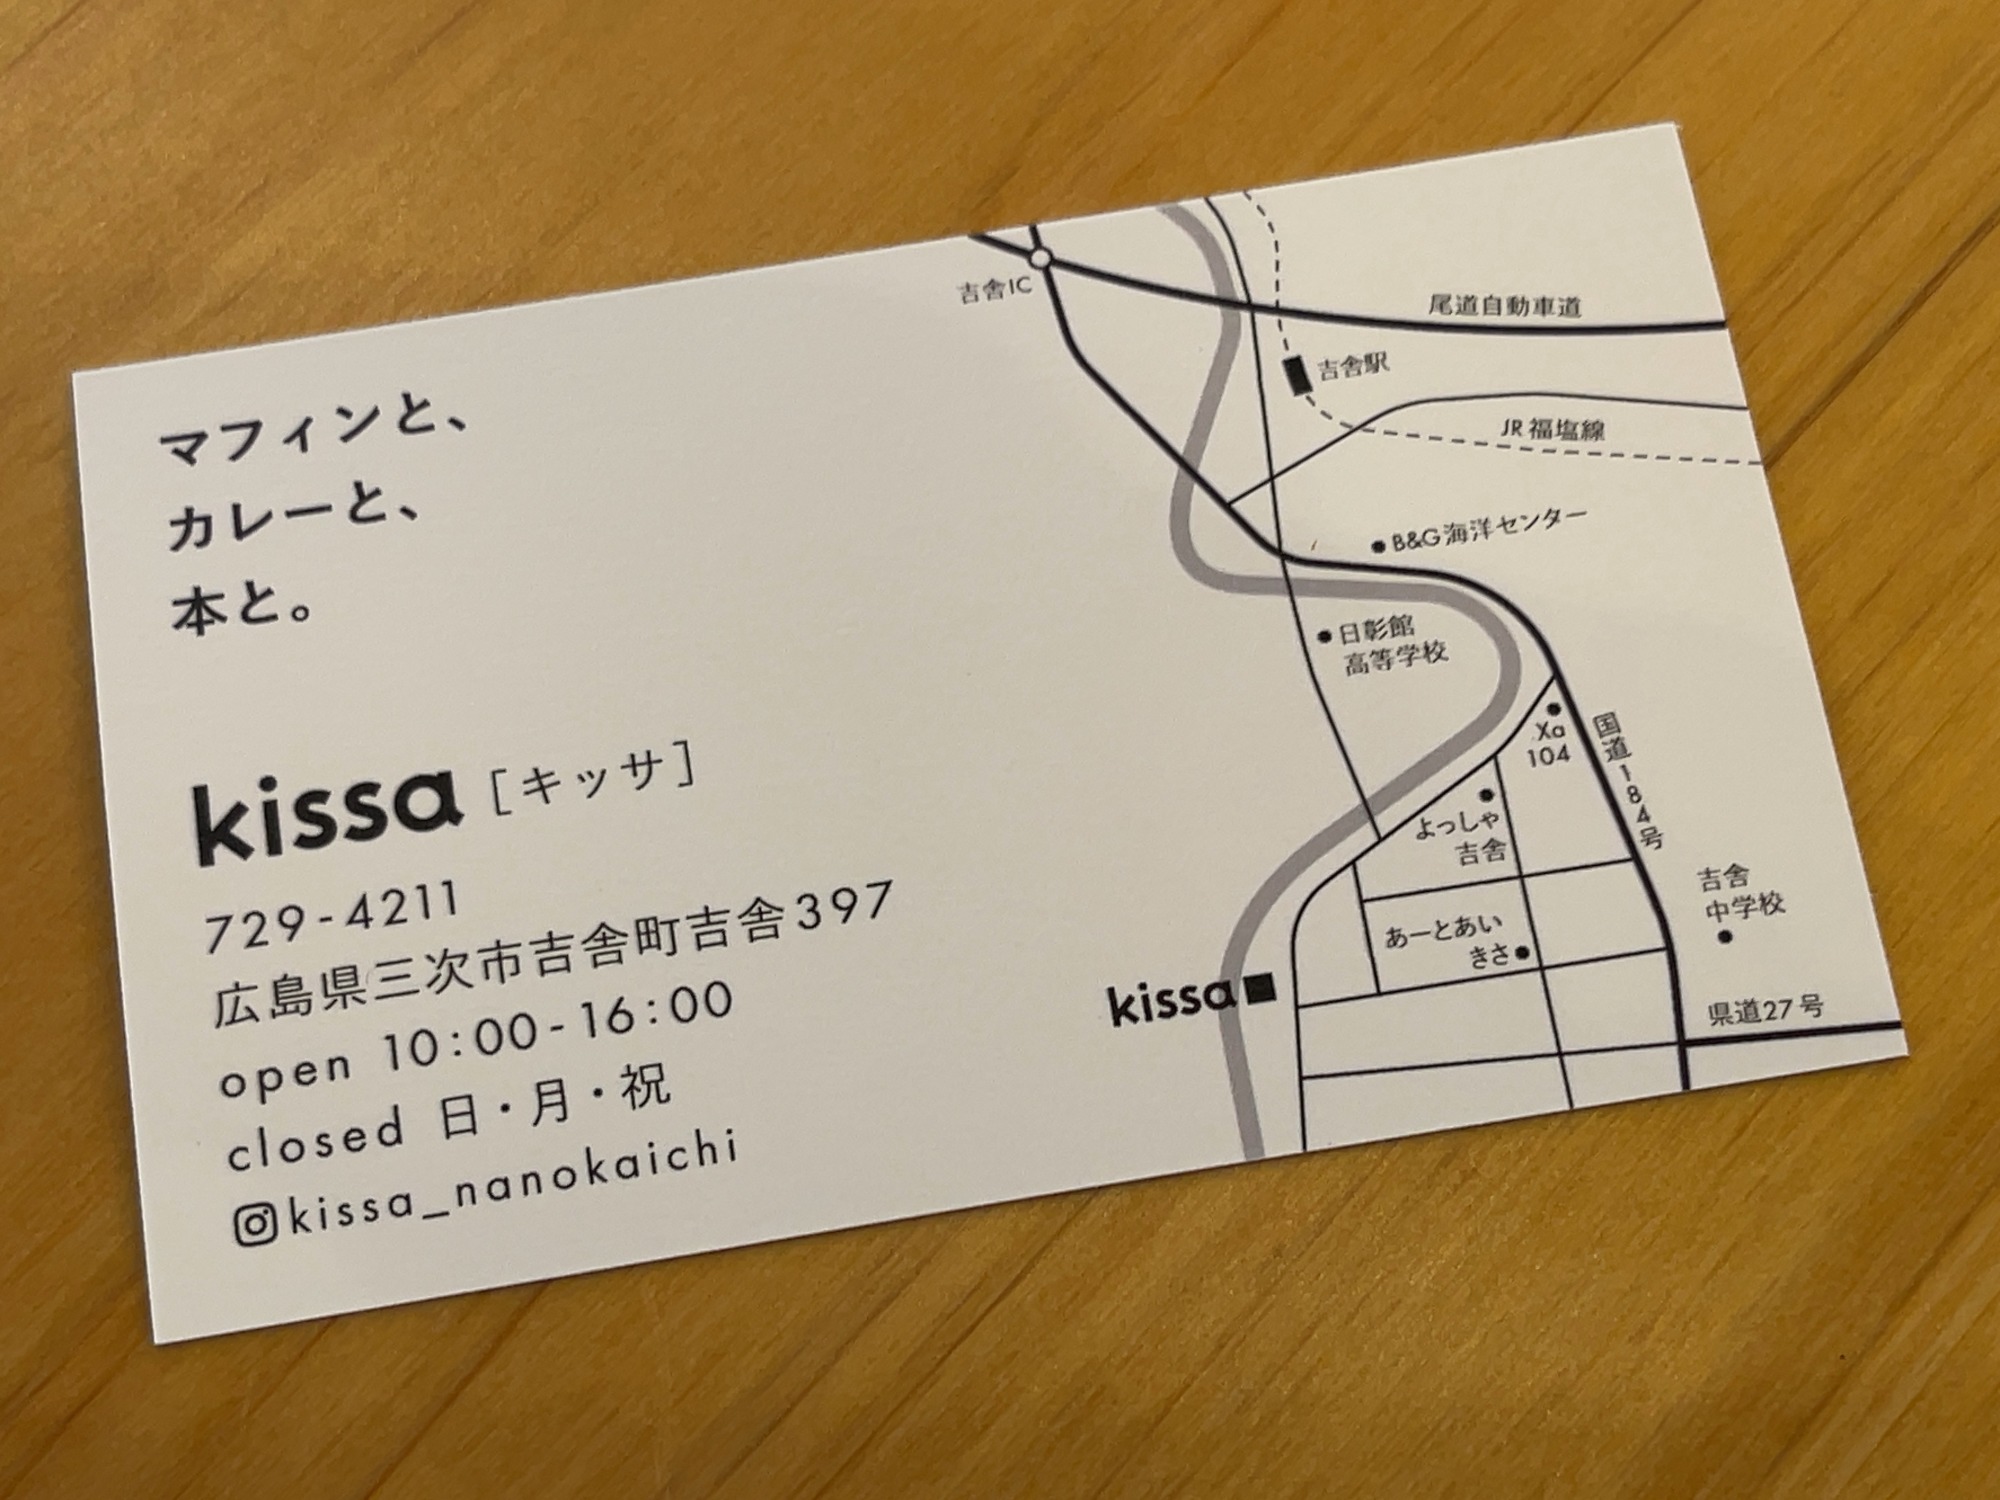 マフィンと、
カレーと、
本と。
kissa [キッサ]
729-4211
広島県三次市吉舎町吉舎397
open 10:00-16:00
closed 日・月・祝
kissa_nanokaichi
吉舎IC
尾道自動車道
吉舎駅
JR福塩線
B&G海洋センター
日彰館
高等学校
Xa
104
国道184号
よっしゃ
吉舎
吉舎
中学校
あーとあい
きさ
kissa
県道27号